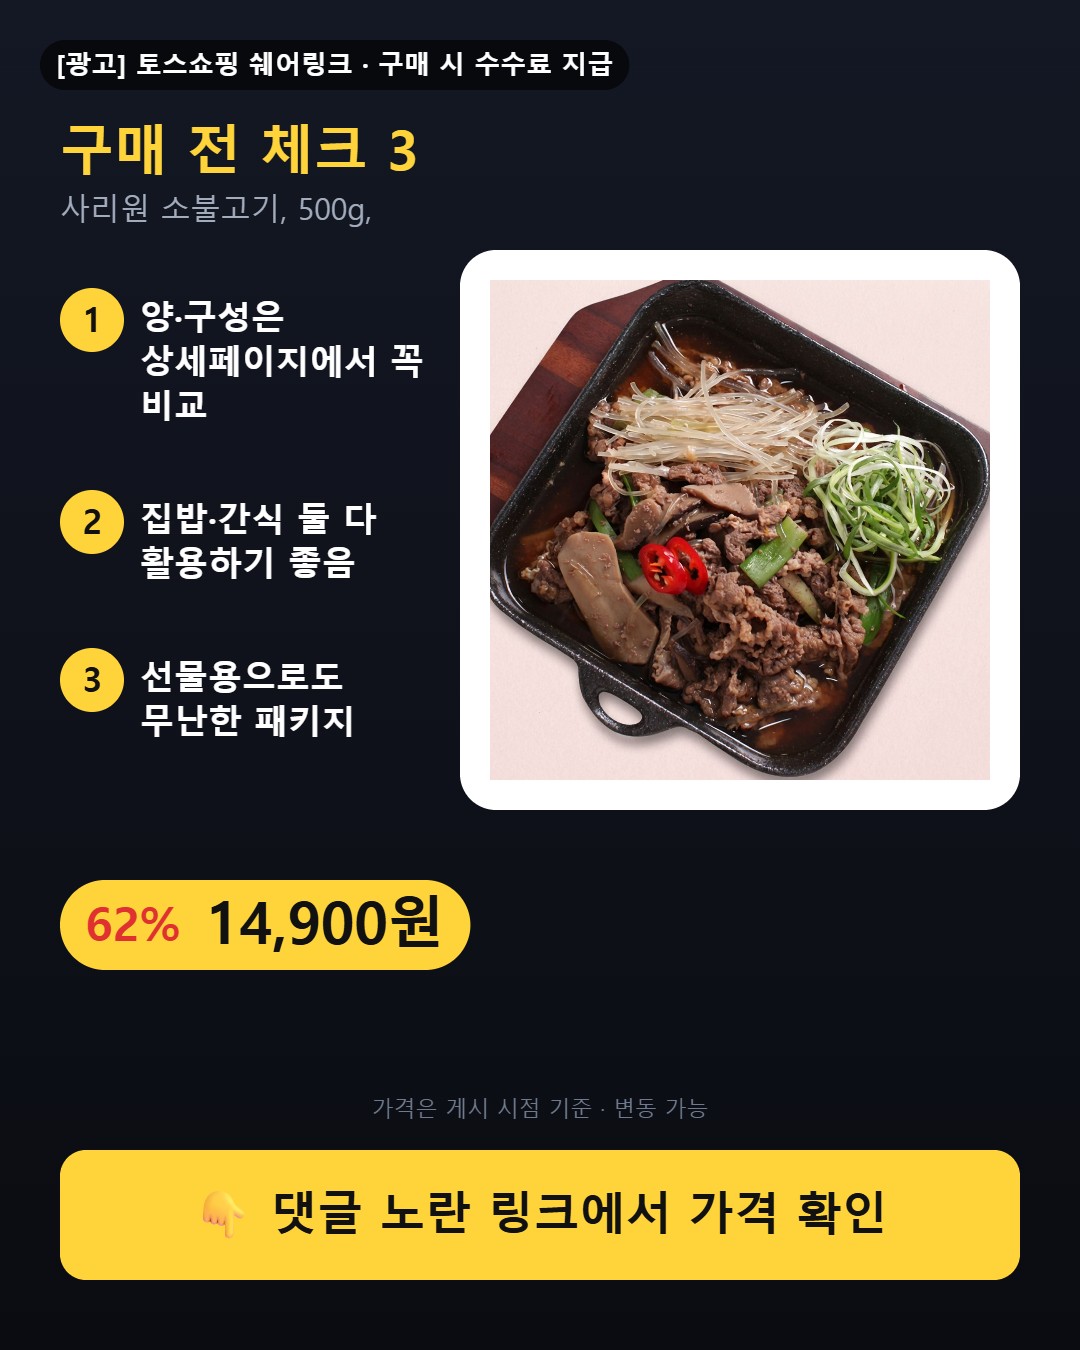 [광고] 토스쇼핑 쉐어링크 · 구매 시 수수료 지급
구매 전 체크 3
사리원 소불고기, 500g,
1 양·구성은
상세페이지에서 꼭
비교
2 집밥·간식 둘 다
활용하기 좋음
3 선물용으로도
무난한 패키지
62% 14,900원
가격은 게시 시점 기준 · 변동 가능
👇 댓글 노란 링크에서 가격 확인